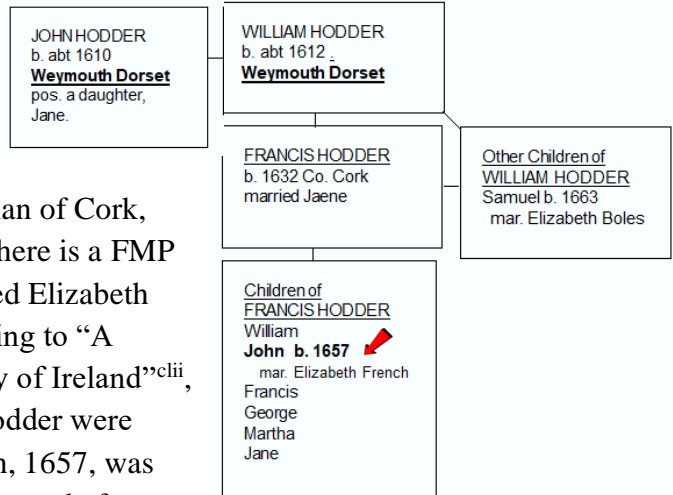 JOHN HODDER
b. abt 1610
Weymouth Dorset
pos. a daughter,
Jane.
WILLIAM HODDER
b. abt 1612 .
Weymouth Dorset
FRANCIS HODDER
b. 1632 Co. Cork
married Jaene
Other Children of
WILLIAM HODDER
Samuel b. 1663
mar. Elizabeth Boles
Children of
FRANCIS HODDER
William
John b. 1657
mar. Elizabeth French
Francis
George
Martha
Jane
an of Cork,
here is a FMP
ed Elizabeth
ing to “A
y of Ireland”clii,
odder were
n, 1657, was